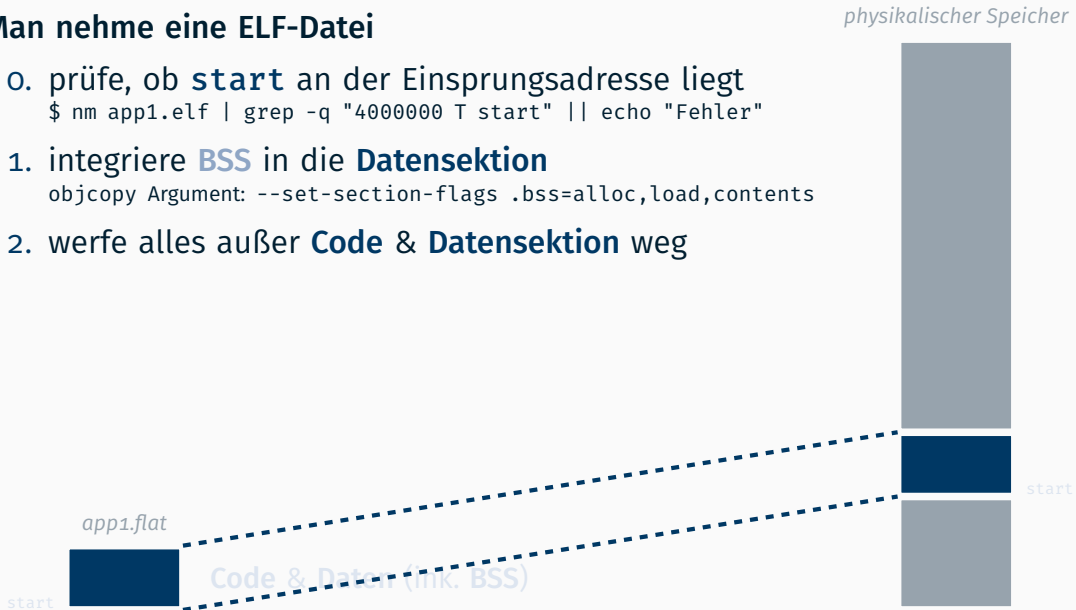 Man nehme eine ELF-Datei
physikalischer Speicher
0. prüfe, ob start an der Einsprungsadresse liegt
$ nm app1.elf | grep -q "4000000 T start" || echo "Fehler"
1. integriere BSS in die Datensektion
objcopy Argument: --set-section-flags .bss=alloc,load,contents
2. werfe alles außer Code & Datensektion weg
start
app1.flat
Code & Daten (ink. BSS)
start